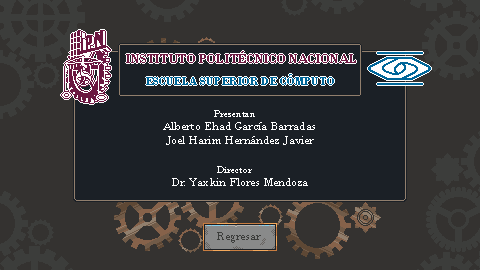 IPN
INSTITUTO POLITÉCNICO NACIONAL
ESCUELA SUPERIOR DE CÓMPUTO
Presentan
Alberto Ehad García Barradas
Joel Harim Hernández Javier
Director
Dr. Yaxkin Flores Mendoza
Regresar